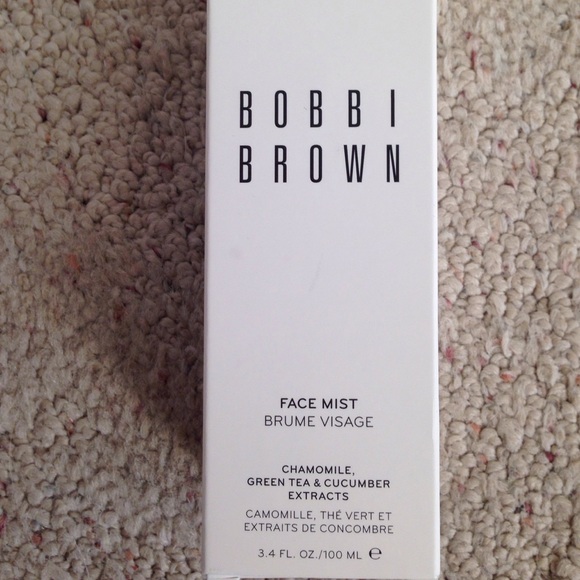 BOBBI
BROWN
FACE MIST
BRUME VISAGE
CHAMOMILE,
GREEN TEA & CUCUMBER
EXTRACTS
CAMOMILLE, THÉ VERT ET
EXTRAITS DE CONCOMBRE
3.4 FL. OZ./100 ML ℮